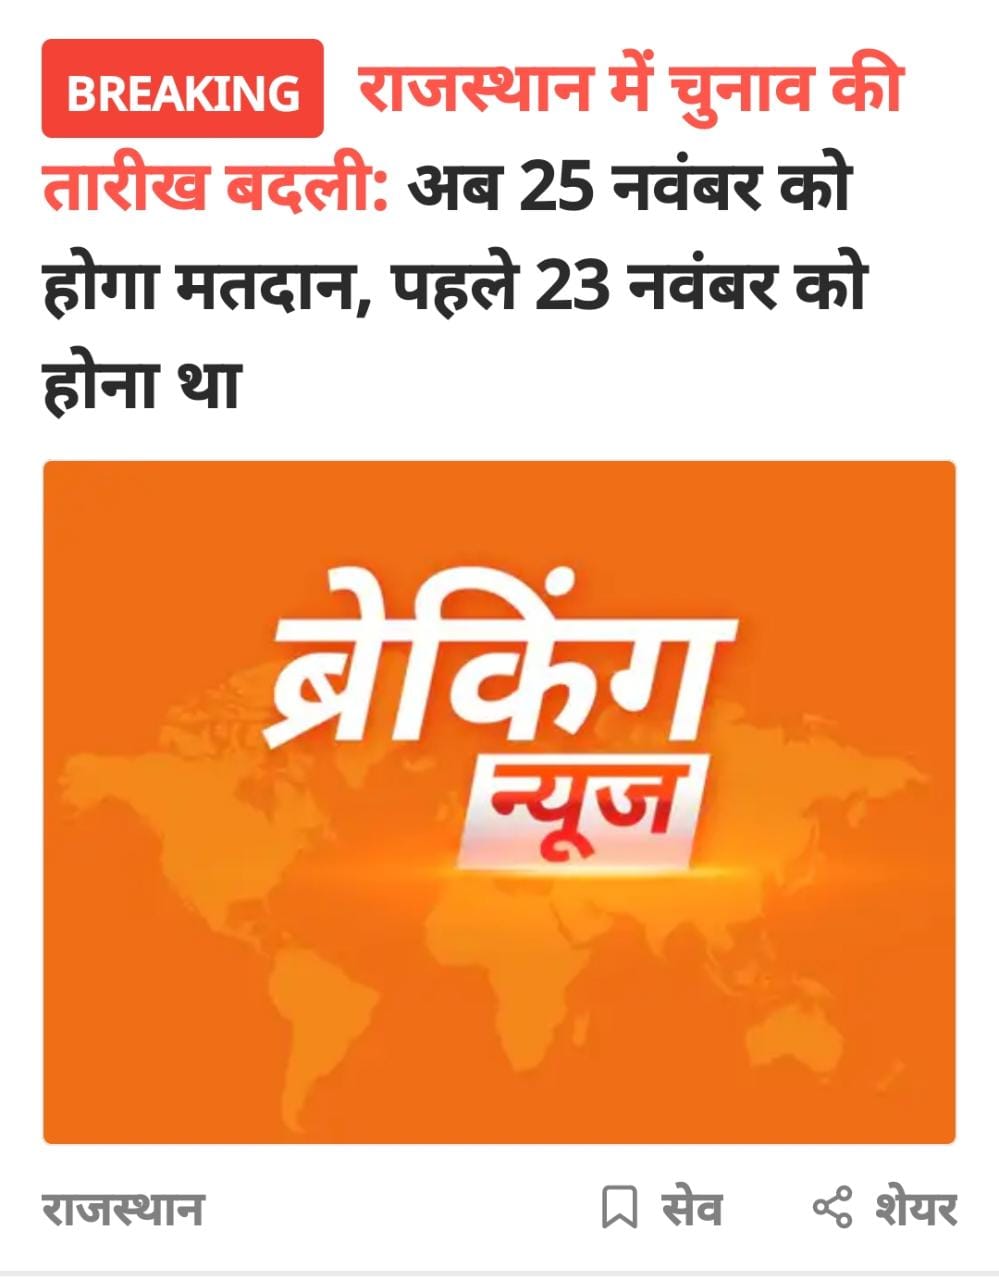 BREAKING राजस्थान में चुनाव की
तारीख बदली: अब 25 नवंबर को
होगा मतदान, पहले 23 नवंबर को
होना था
ब्रेकिंग
न्यूज
राजस्थान सेव शेयर